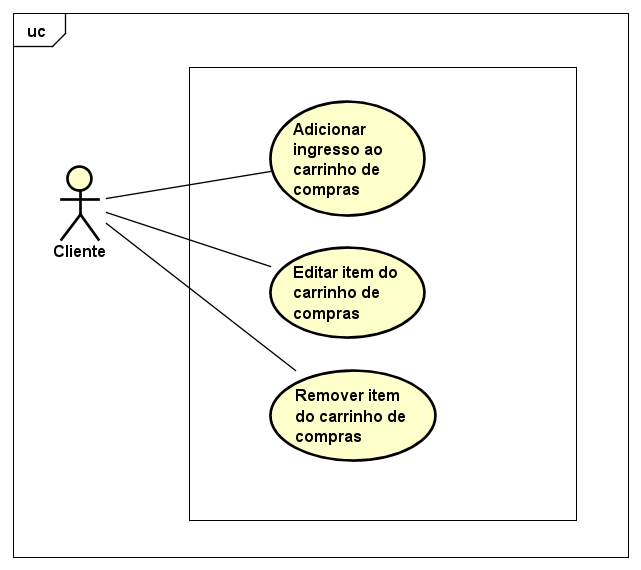 uc
Adicionar
ingresso ao
carrinho de
compras
Cliente
Editar item do
carrinho de
compras
Remover item
do carrinho de
compras